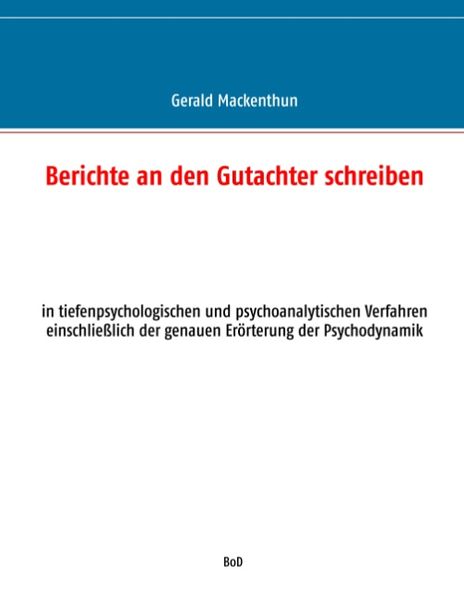 Gerald Mackenthun
Berichte an den Gutachter schreiben
in tiefenpsychologischen und psychoanalytischen Verfahren
einschließlich der genauen Erörterung der Psychodynamik
BoD